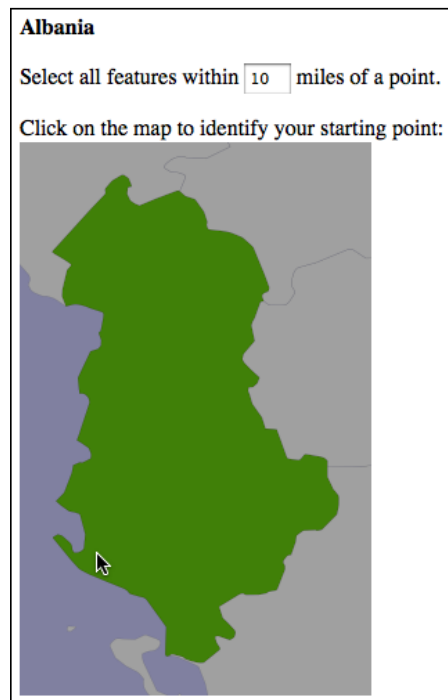 Albania
Select all features within 10 miles of a point.
Click on the map to identify your starting point: